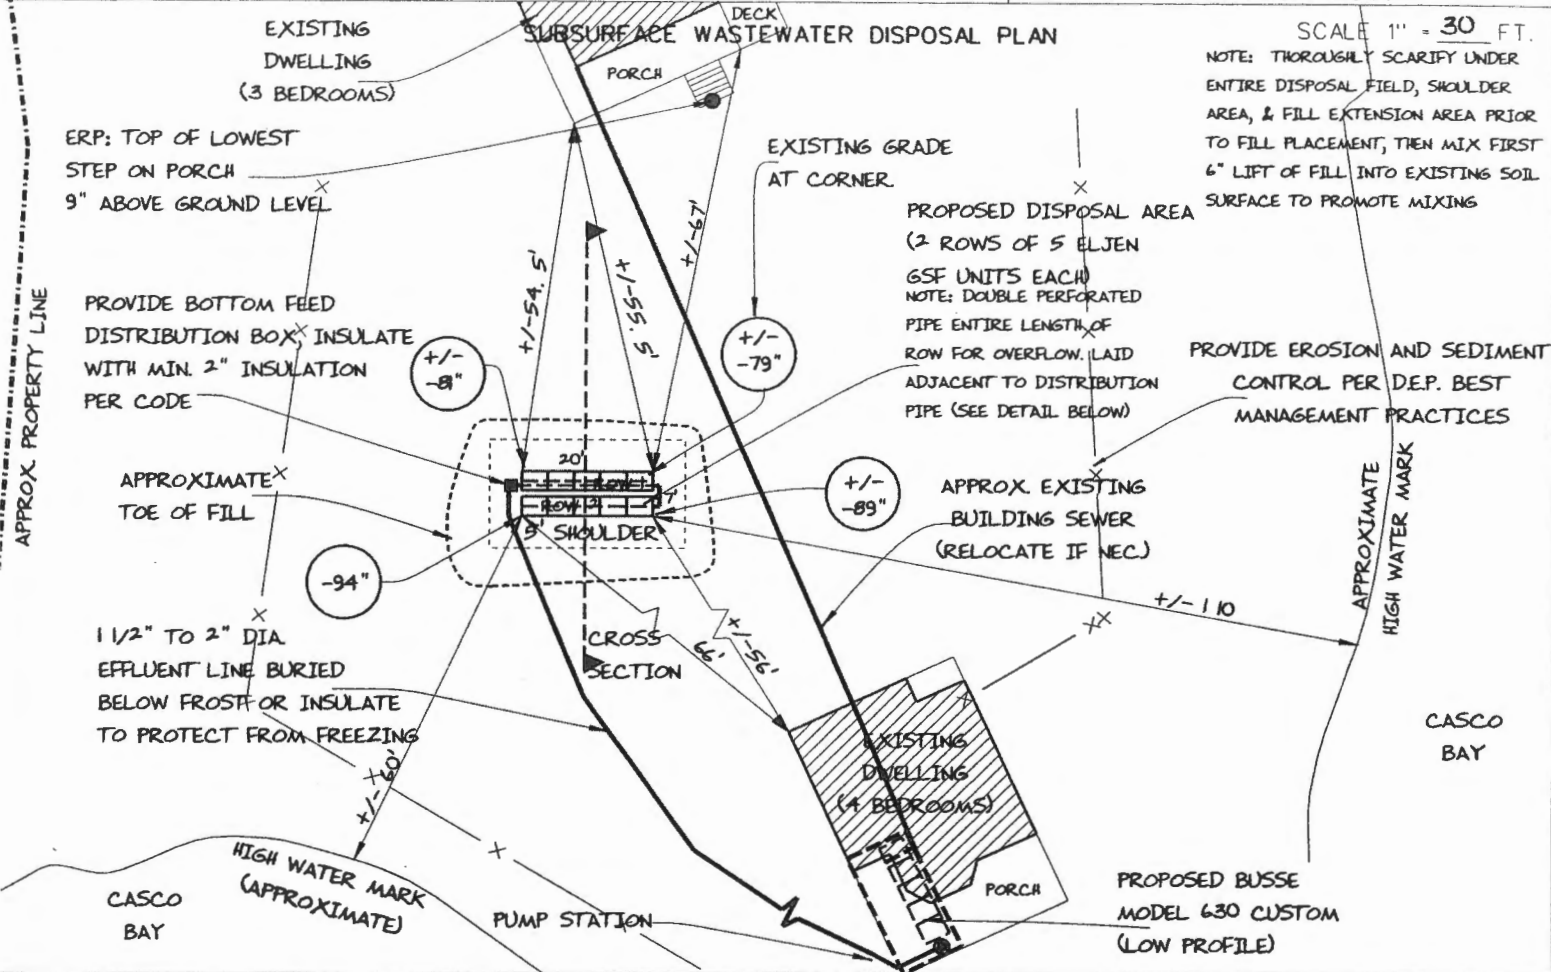 SUBSURFACE WASTEWATER DISPOSAL PLAN
SCALE 1" = 30 FT.
EXISTING
DWELLING
(3 BEDROOMS)
DECK
PORCH
NOTE: THOROUGHLY SCARIFY UNDER
ENTIRE DISPOSAL FIELD, SHOULDER
AREA, & FILL EXTENSION AREA PRIOR
TO FILL PLACEMENT, THEN MIX FIRST
6" LIFT OF FILL INTO EXISTING SOIL
SURFACE TO PROMOTE MIXING
ERP: TOP OF LOWEST
STEP ON PORCH
9" ABOVE GROUND LEVEL
EXISTING GRADE
AT CORNER
PROPOSED DISPOSAL AREA
(2 ROWS OF 5 ELJEN
GSF UNITS EACH)
NOTE: DOUBLE PERFORATED
PIPE ENTIRE LENGTH OF
ROW FOR OVERFLOW. LAID
ADJACENT TO DISTRIBUTION
PIPE (SEE DETAIL BELOW)
APPROX. PROPERTY LINE
PROVIDE BOTTOM FEED
DISTRIBUTION BOX, INSULATE
WITH MIN. 2" INSULATION
PER CODE
+/-54. 5'
+/-55. 5'
+/-67'
+/-
-81"
+/-
-79"
PROVIDE EROSION AND SEDIMENT
CONTROL PER D.E.P. BEST
MANAGEMENT PRACTICES
APPROXIMATE
TOE OF FILL
20'
ROW 1
ROW 2
7'
5' SHOULDER
+/-
-89"
-94"
APPROX. EXISTING
BUILDING SEWER
(RELOCATE IF NEC.)
APPROXIMATE
HIGH WATER MARK
+/-110
1 1/2" TO 2" DIA.
EFFLUENT LINE BURIED
BELOW FROST OR INSULATE
TO PROTECT FROM FREEZING
CROSS
SECTION
66'
+/-56'
+/- 60'
EXISTING
DWELLING
(4 BEDROOMS)
CASCO
BAY
HIGH WATER MARK
(APPROXIMATE)
CASCO
BAY
PUMP STATION
PORCH
PROPOSED BUSSE
MODEL 630 CUSTOM
(LOW PROFILE)